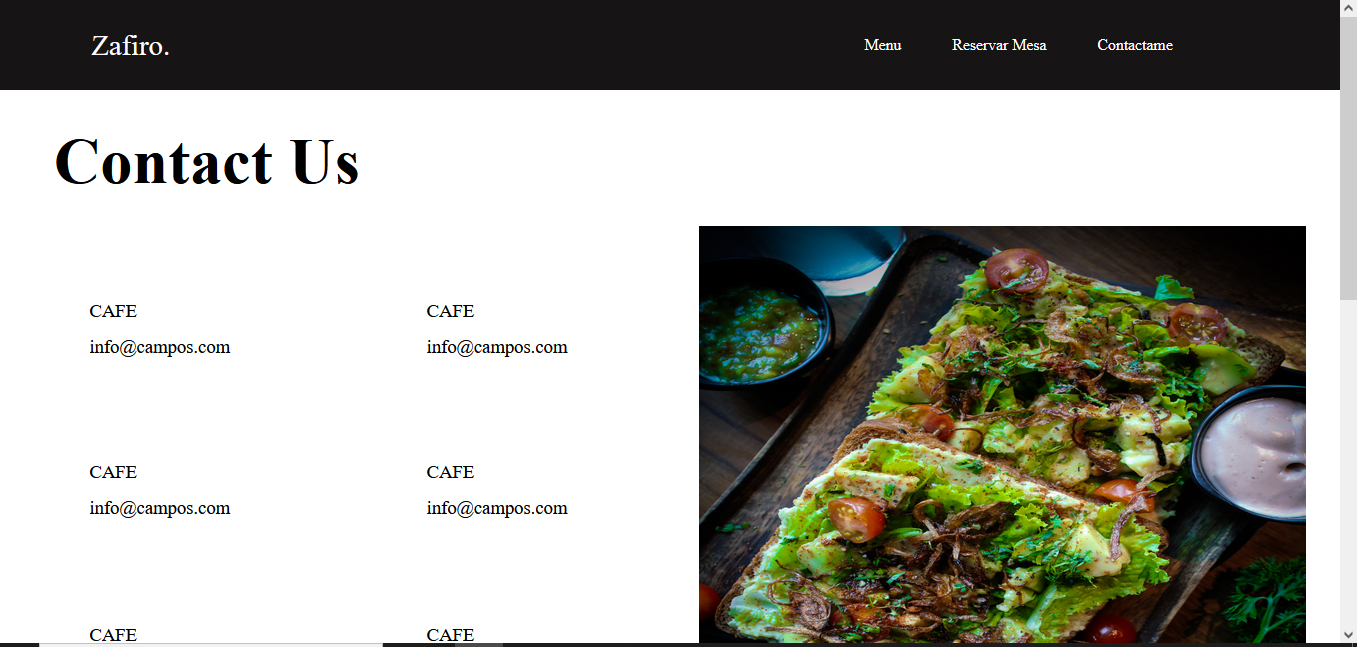 Zafiro.
Menu
Reservar Mesa
Contactame
Contact Us
CAFE
info@campos.com
CAFE
info@campos.com
CAFE
info@campos.com
CAFE
info@campos.com
CAFE
CAFE